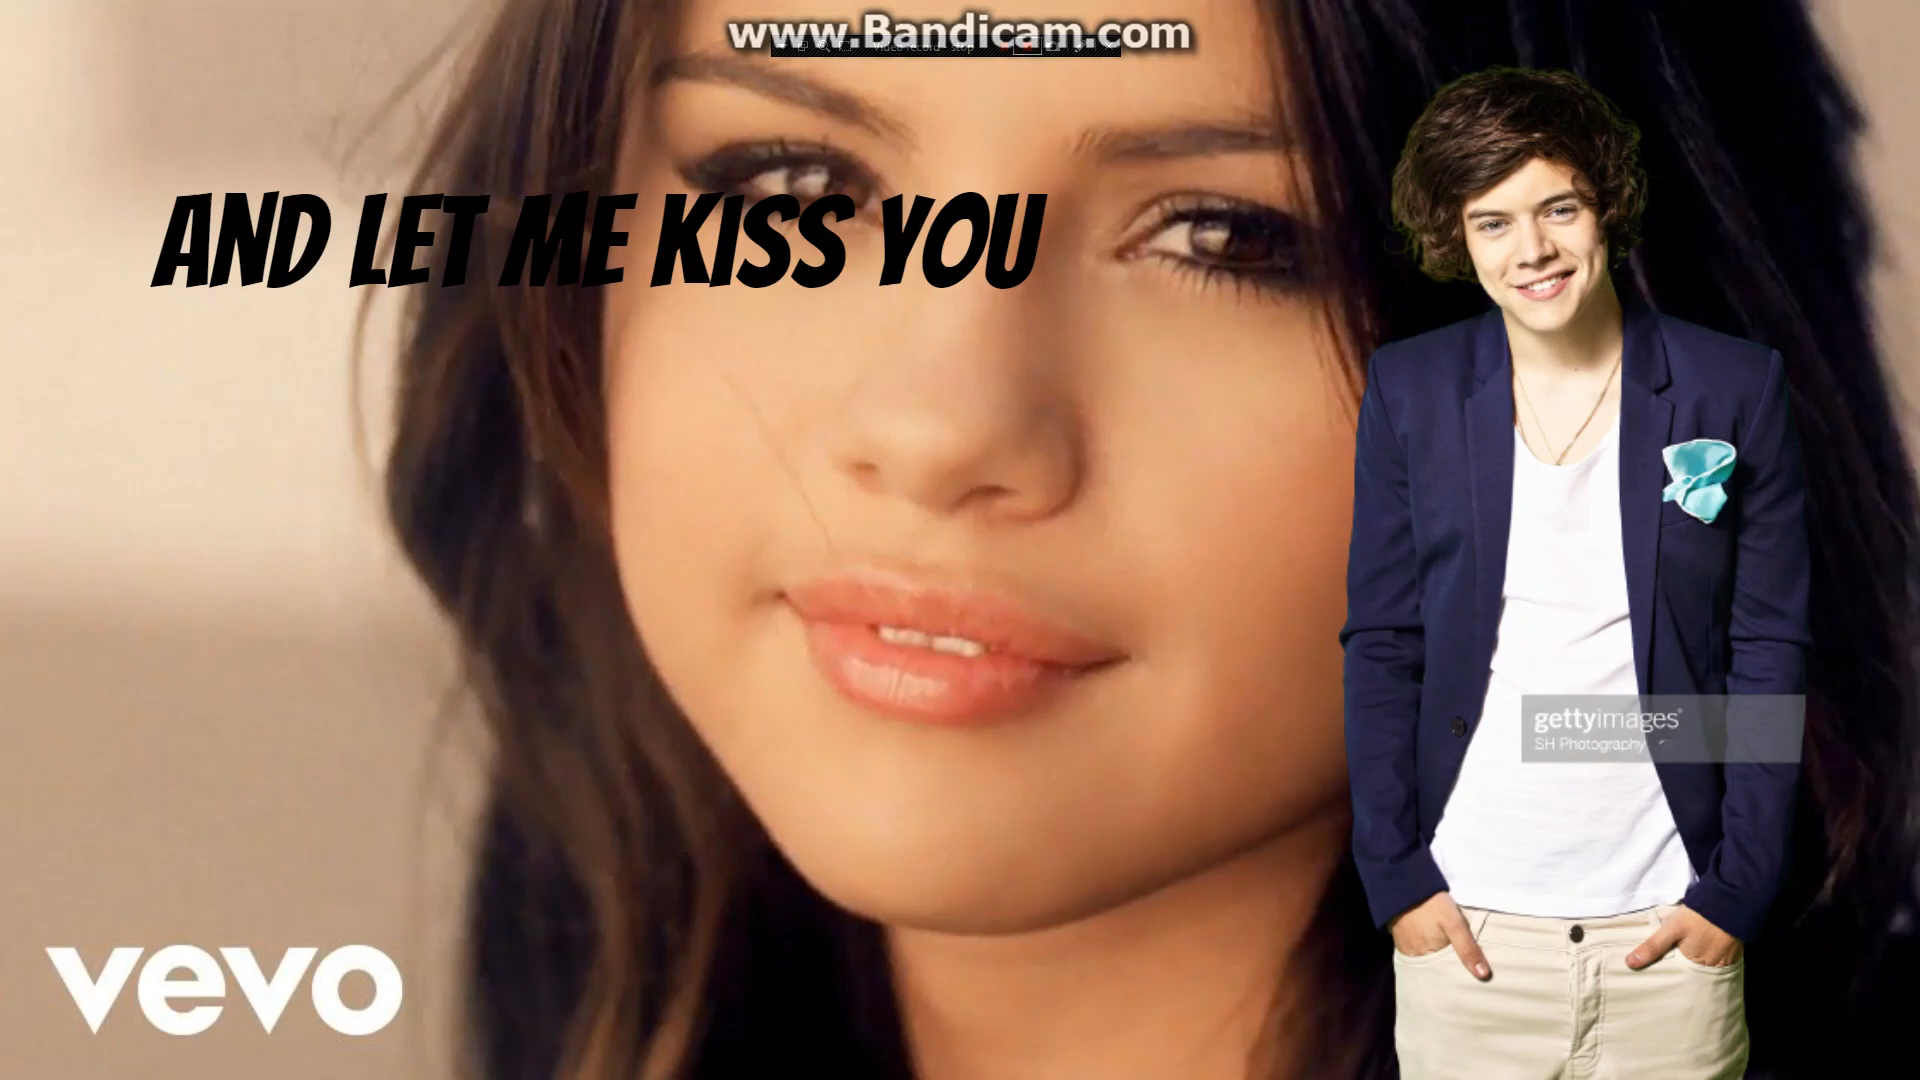 www.Bandicam.com
AND LET ME KISS YOU
gettyimages
SH Photography
vevo